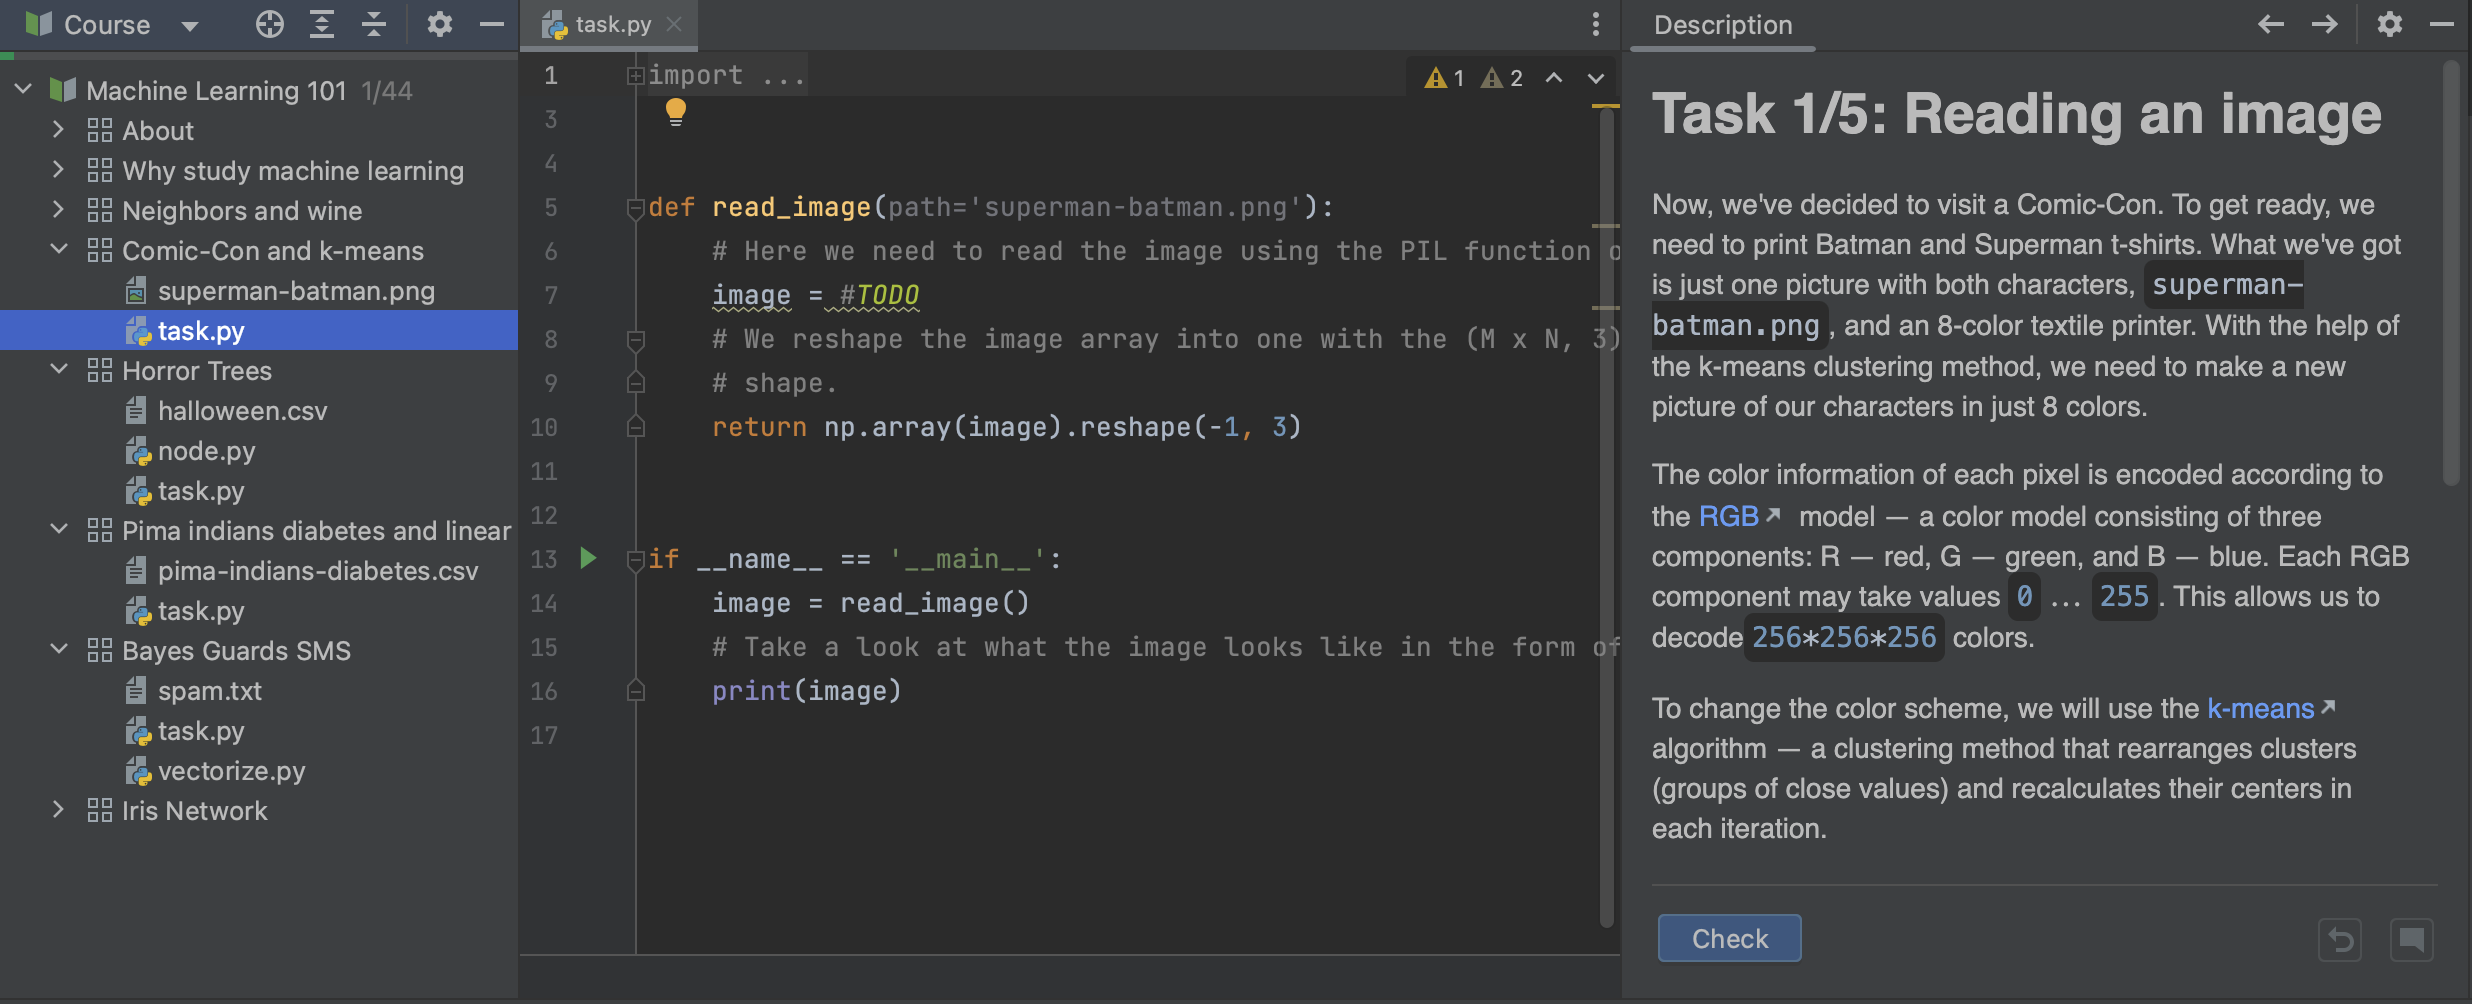 Course
task.py
Description
Machine Learning 101 1/44
About
Why study machine learning
Neighbors and wine
Comic-Con and k-means
superman-batman.png
task.py
Horror Trees
halloween.csv
node.py
task.py
Pima indians diabetes and linear
pima-indians-diabetes.csv
task.py
Bayes Guards SMS
spam.txt
task.py
vectorize.py
Iris Network
1 import ...
1 2
3
4
5 def read_image(path='superman-batman.png'):
6 # Here we need to read the image using the PIL function
7 image = #TODO
8 # We reshape the image array into one with the (M x N, 3)
9 # shape.
10 return np.array(image).reshape(-1, 3)
11
12
13 if __name__ == '__main__':
14 image = read_image()
15 # Take a look at what the image looks like in the form of
16 print(image)
17
Task 1/5: Reading an image
Now, we've decided to visit a Comic-Con. To get ready, we
need to print Batman and Superman t-shirts. What we've got
is just one picture with both characters, superman-
batman.png, and an 8-color textile printer. With the help of
the k-means clustering method, we need to make a new
picture of our characters in just 8 colors.
The color information of each pixel is encoded according to
the RGB model — a color model consisting of three
components: R — red, G — green, and B — blue. Each RGB
component may take values 0 ... 255. This allows us to
decode 256*256*256 colors.
To change the color scheme, we will use the k-means
algorithm — a clustering method that rearranges clusters
(groups of close values) and recalculates their centers in
each iteration.
Check